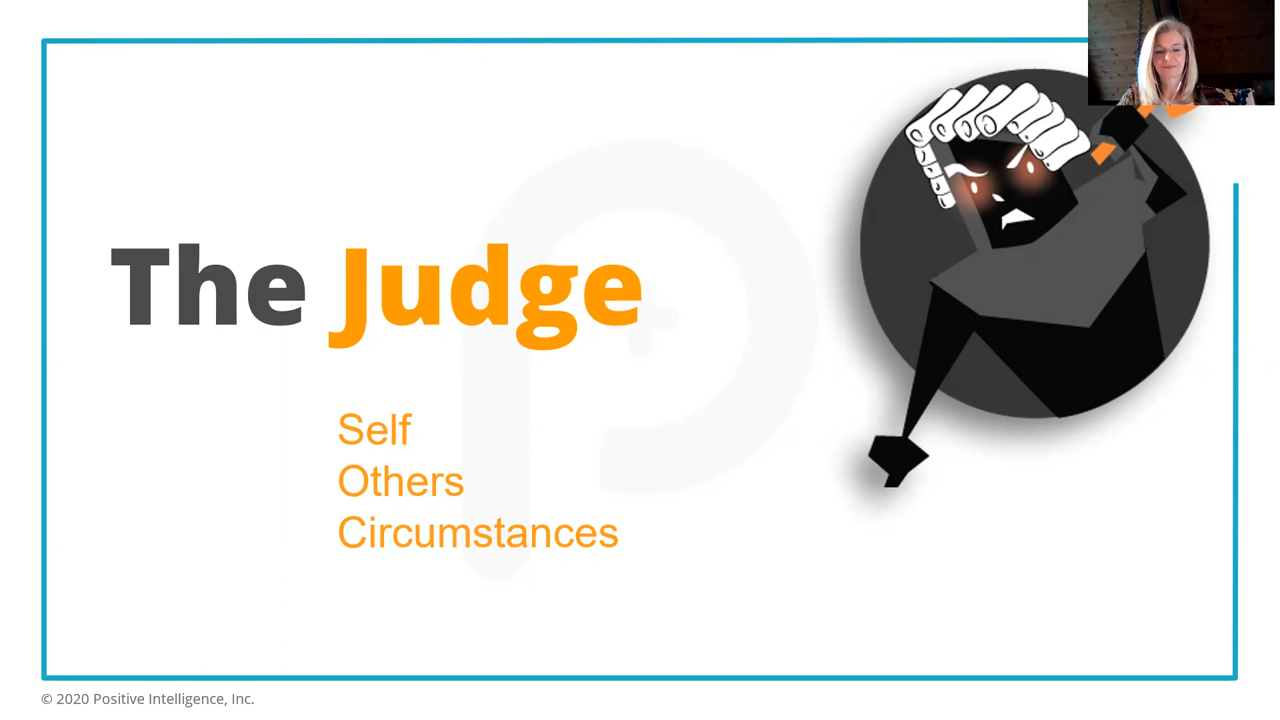 The Judge
Self
Others
Circumstances
© 2020 Positive Intelligence, Inc.